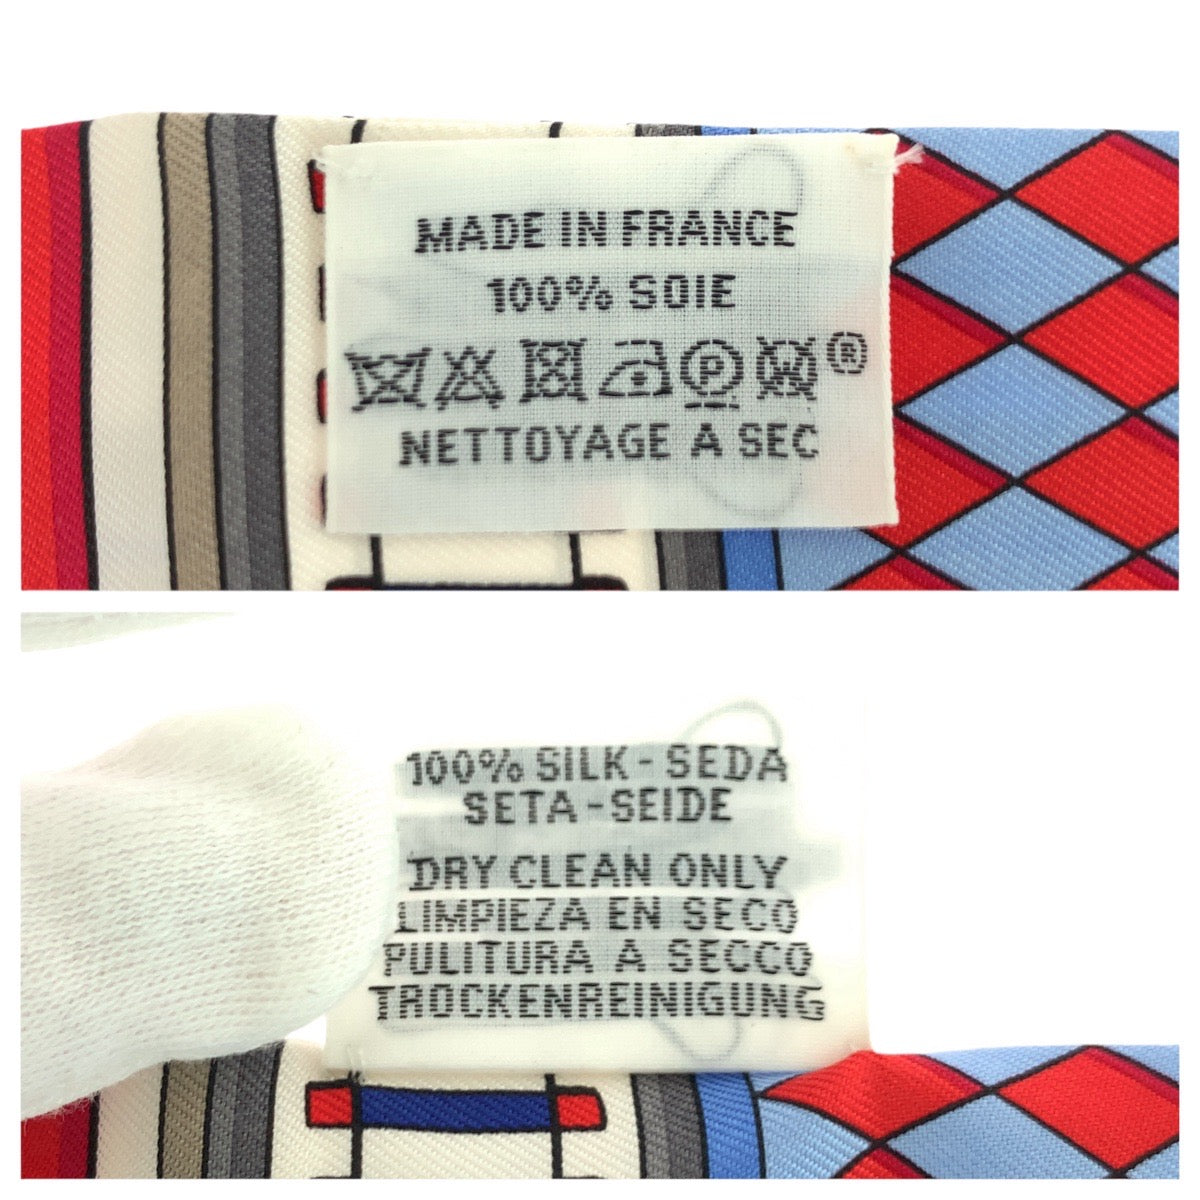 MADE IN FRANCE
100% SOIE
P ®
NETTOYAGE A SEC
100% SILK - SEDA
SETA - SEIDE
DRY CLEAN ONLY
LIMPIEZA EN SECO
PULITURA A SECCO
TROCKENREINIGUNG